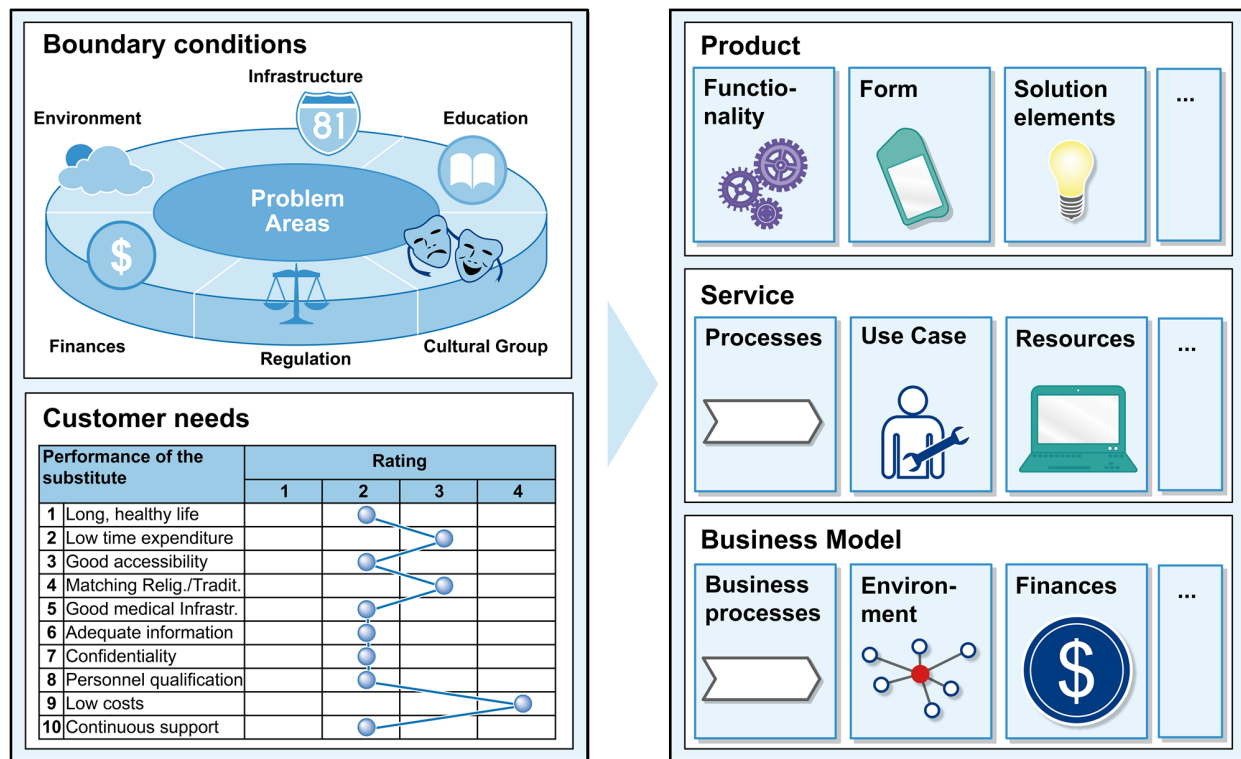 Boundary conditions
Infrastructure
81
Environment
Education
Problem
Areas
$
Finances
Regulation
Cultural Group
Customer needs
Performance of the
substitute
Rating
1 2 3 4
1 Long, healthy life
2 Low time expenditure
3 Good accessibility
4 Matching Relig./Tradit.
5 Good medical Infrastr.
6 Adequate information
7 Confidentiality
8 Personnel qualification
9 Low costs
10 Continuous support
Product
Functio-
nality
Form
Solution
elements
...
Service
Processes
Use Case
Resources
...
Business Model
Business
processes
Environ-
ment
Finances
$
...